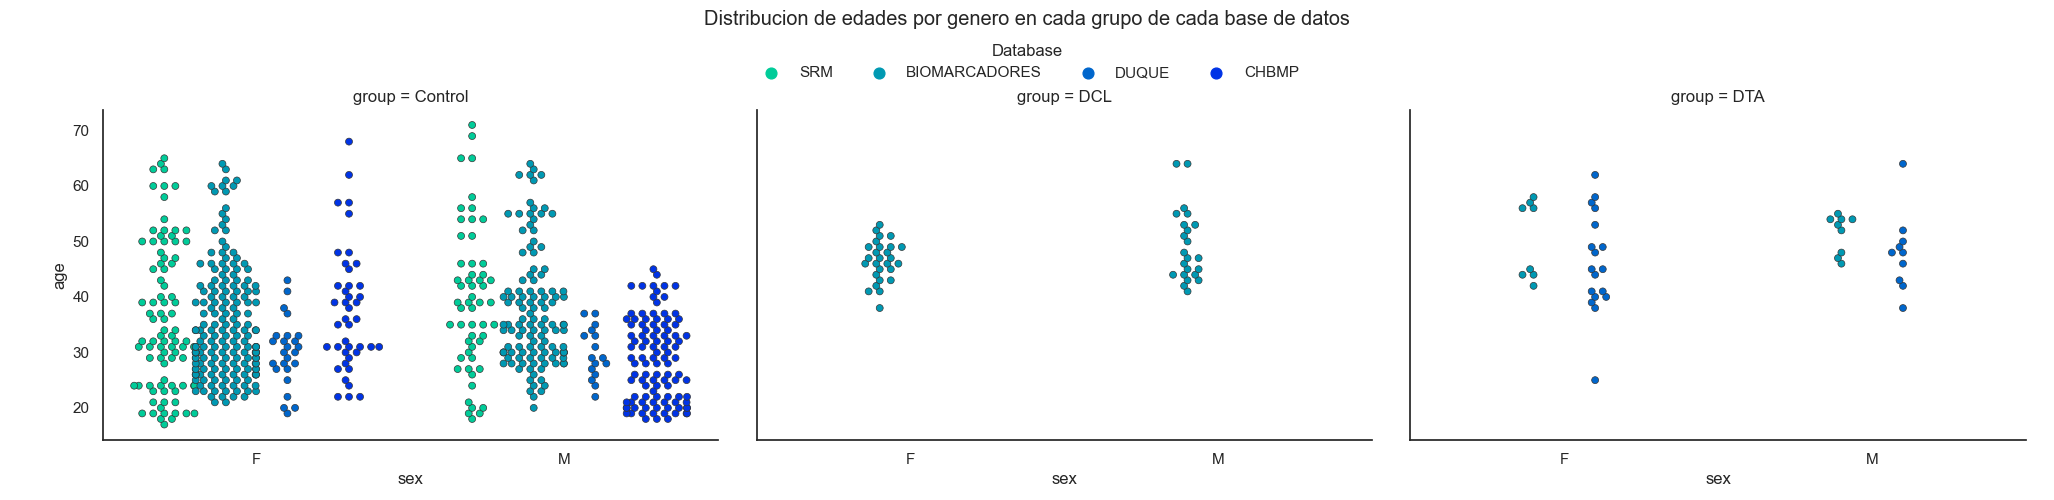 Distribucion de edades por genero en cada grupo de cada base de datos
Database
SRM BIOMARCADORES DUQUE CHBMP
group = Control group = DCL group = DTA
70
60
50
40
30
20
age
F M F M F M
sex sex sex